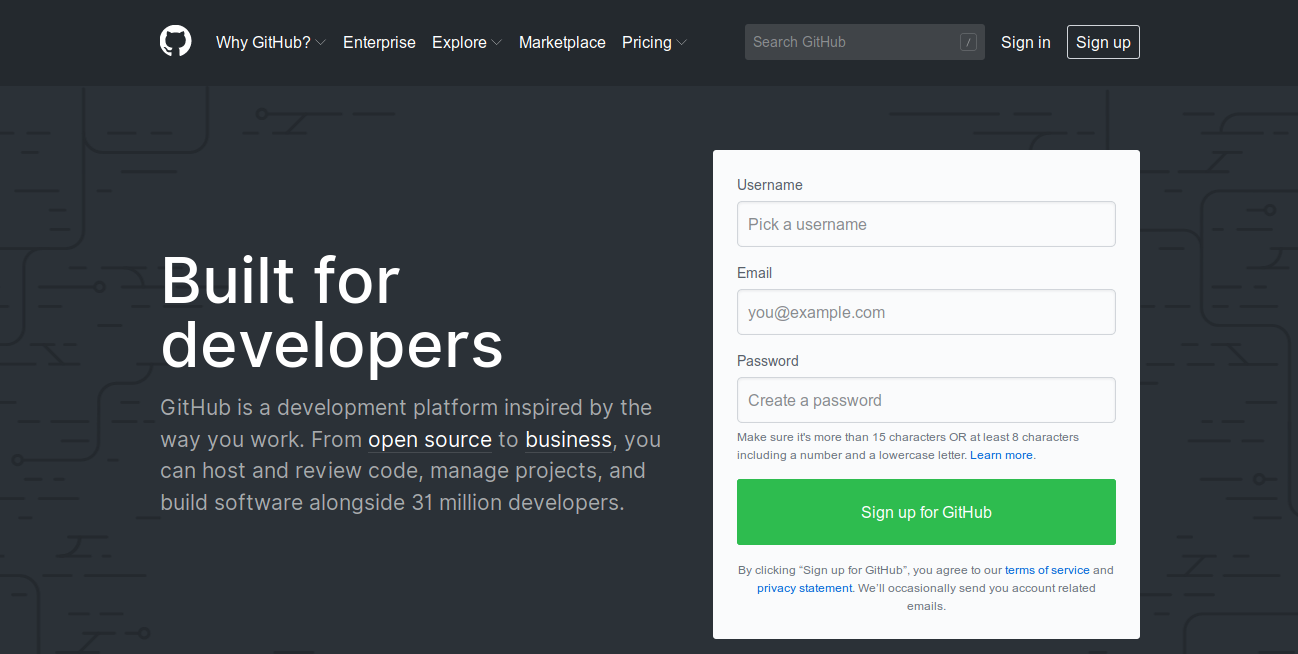 Why GitHub? Enterprise Explore Marketplace Pricing Search GitHub / Sign in Sign up
Built for
developers
GitHub is a development platform inspired by the
way you work. From open source to business, you
can host and review code, manage projects, and
build software alongside 31 million developers.
Username
Pick a username
Email
you@example.com
Password
Create a password
Make sure it's more than 15 characters OR at least 8 characters
including a number and a lowercase letter. Learn more.
Sign up for GitHub
By clicking “Sign up for GitHub”, you agree to our terms of service and
privacy statement. We’ll occasionally send you account related
emails.